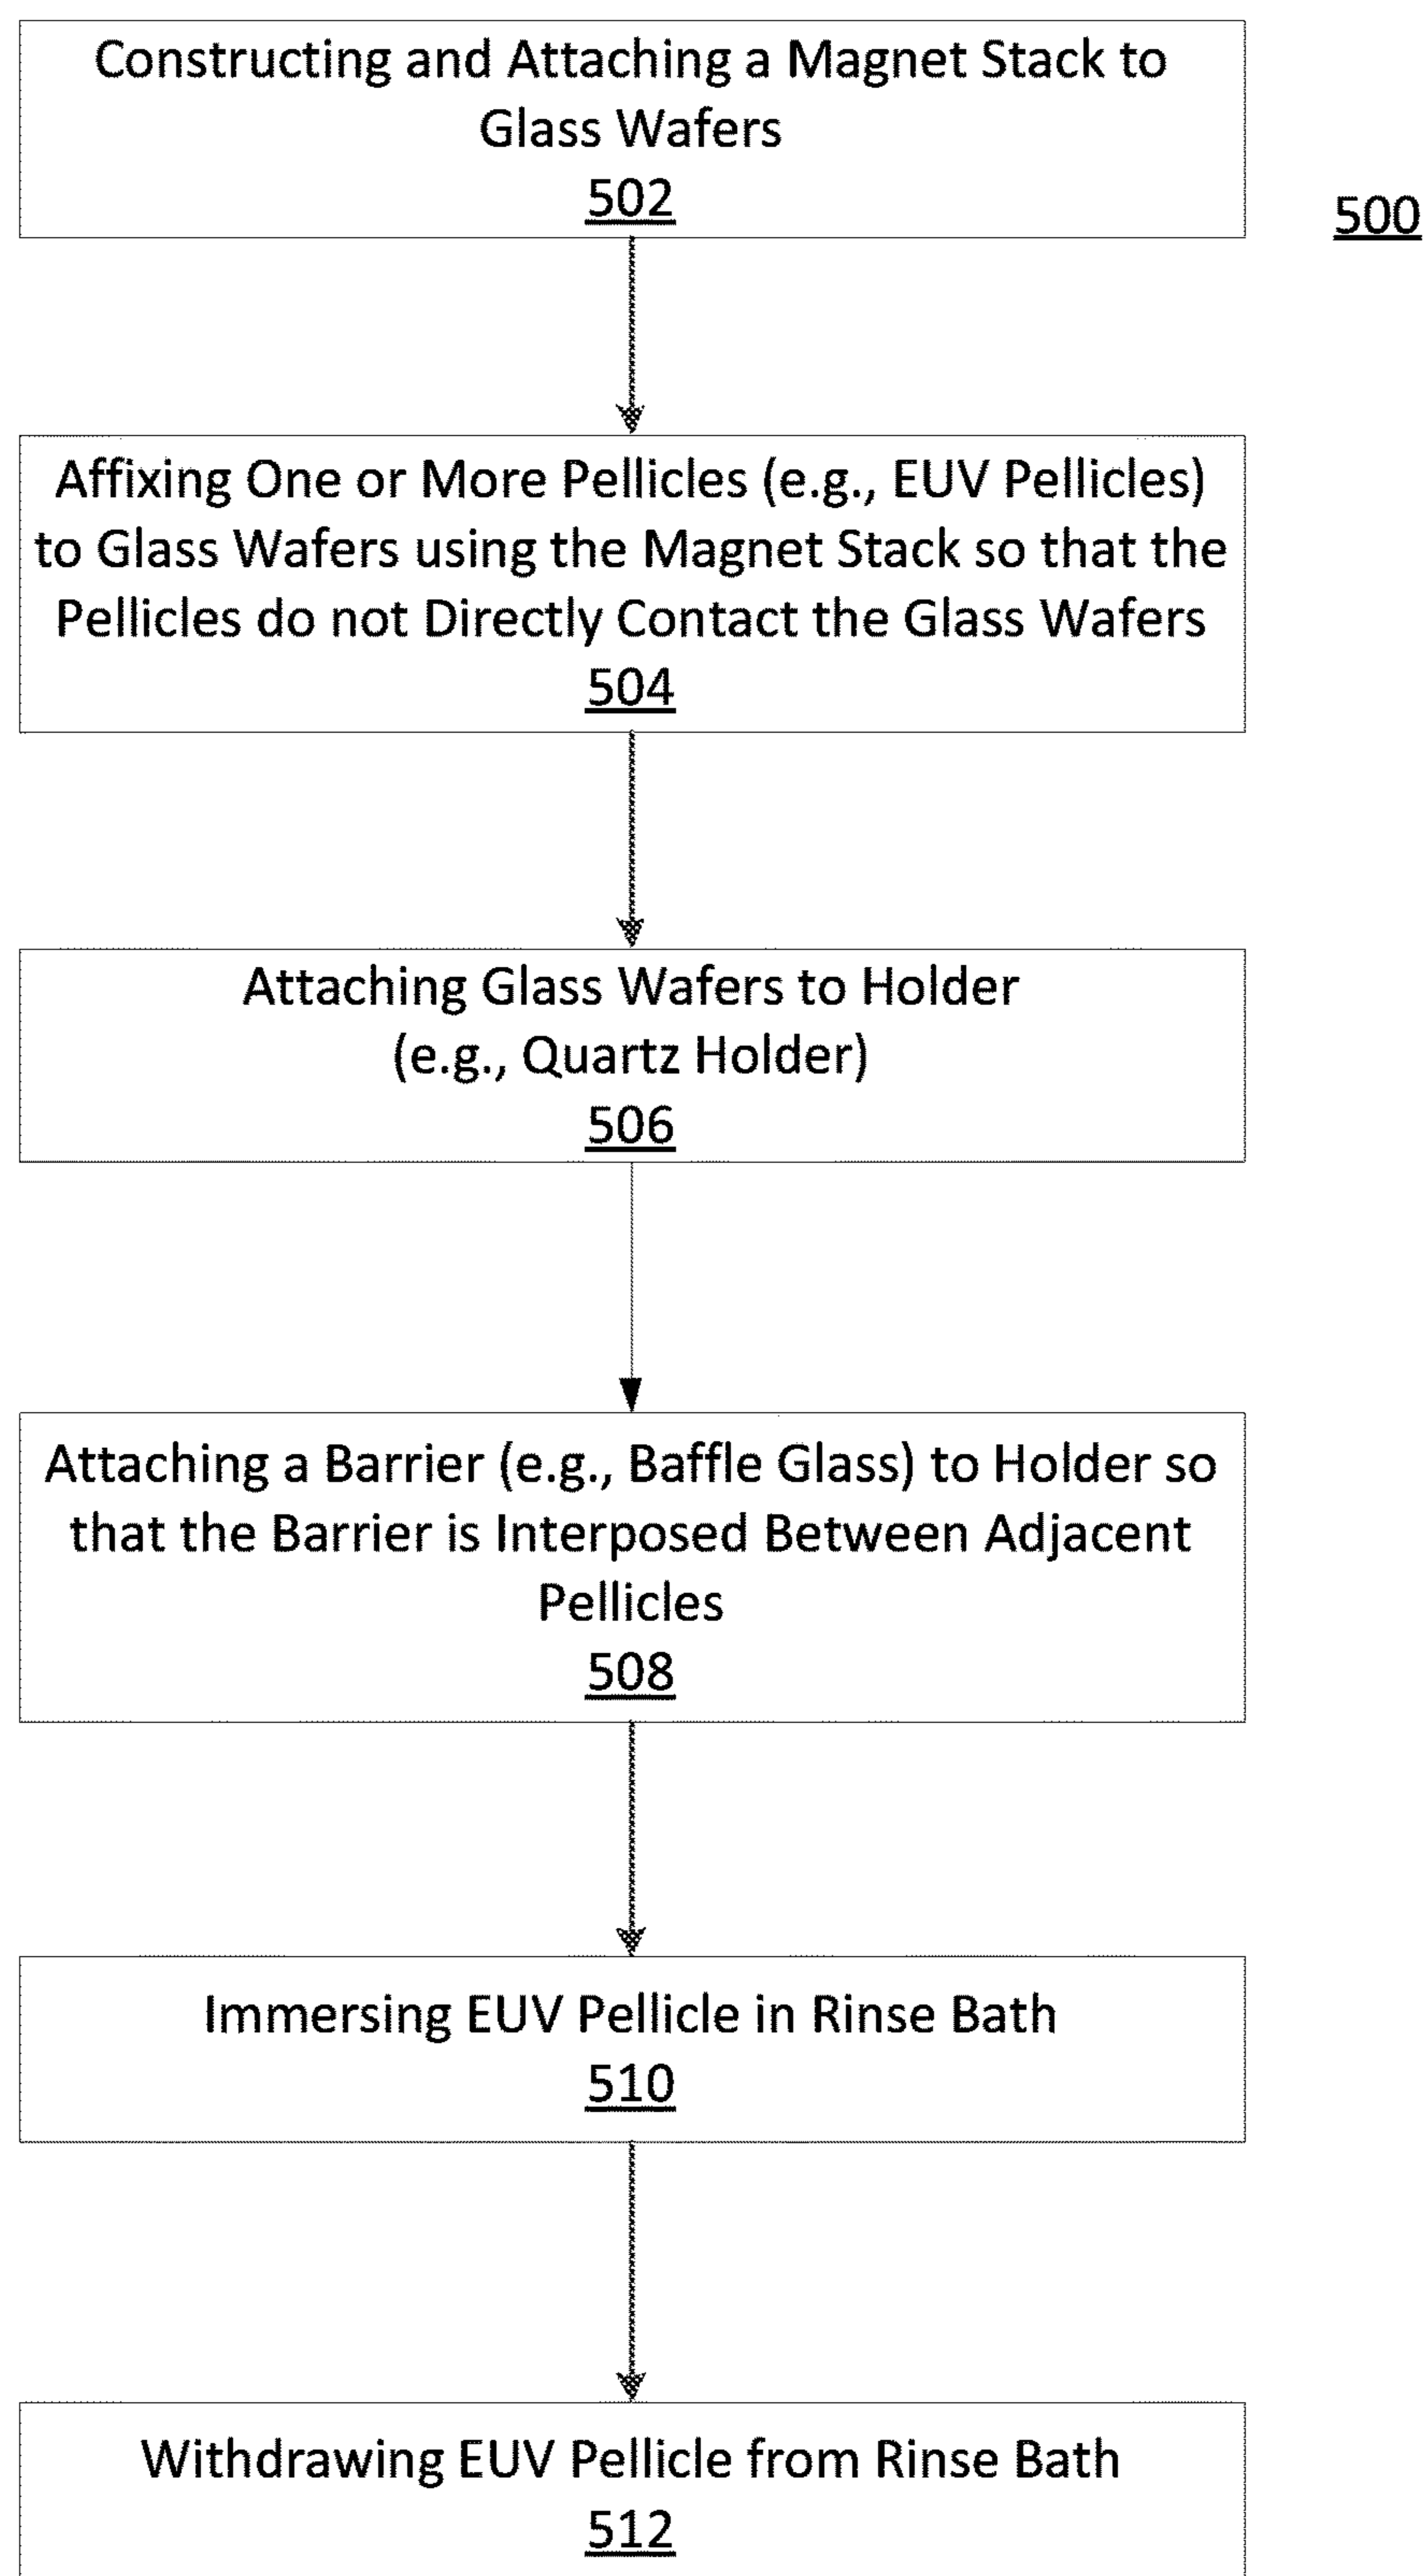 Constructing and Attaching a Magnet Stack to
Glass Wafers
502
500
Affixing One or More Pellicles (e.g., EUV Pellicles)
to Glass Wafers using the Magnet Stack so that the
Pellicles do not Directly Contact the Glass Wafers
504
Attaching Glass Wafers to Holder
(e.g., Quartz Holder)
506
Attaching a Barrier (e.g., Baffle Glass) to Holder so
that the Barrier is Interposed Between Adjacent
Pellicles
508
Immersing EUV Pellicle in Rinse Bath
510
Withdrawing EUV Pellicle from Rinse Bath
512